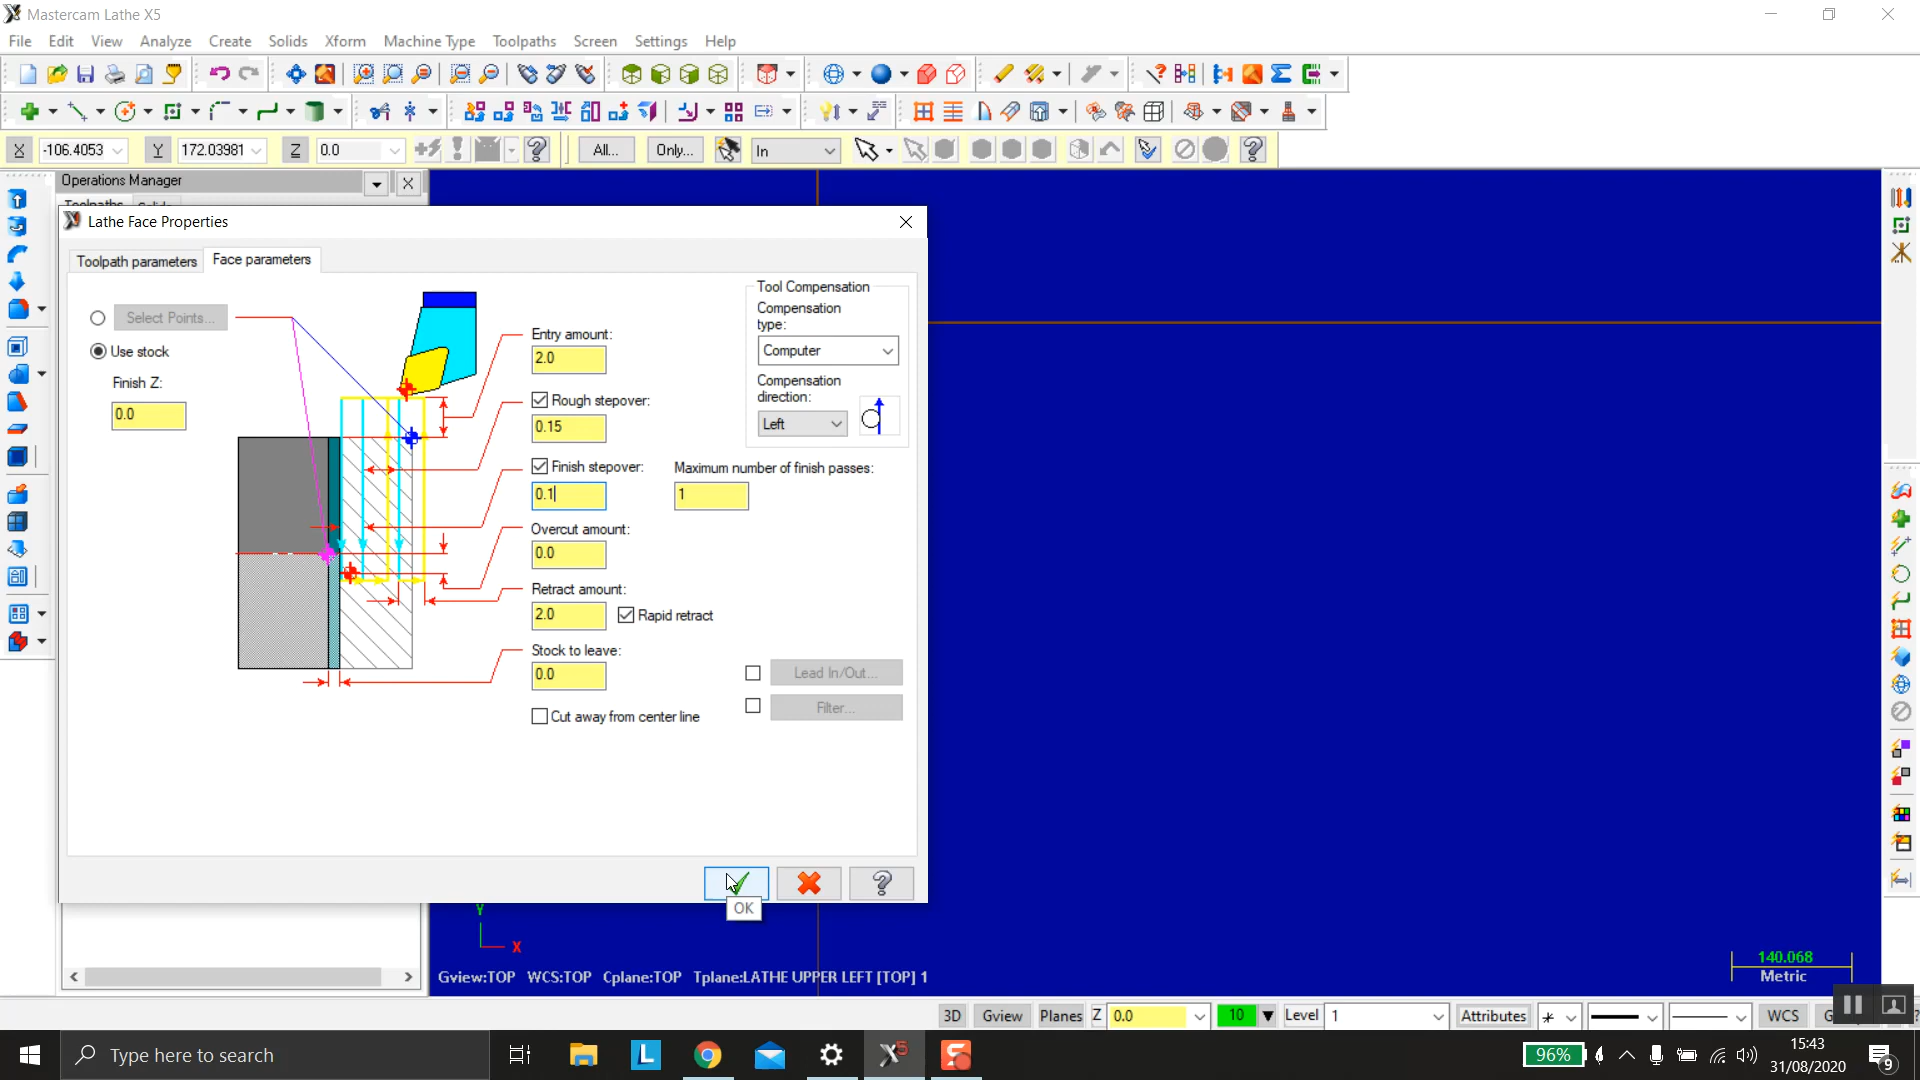 Mastercam Lathe X5
File Edit View Analyze Create Solids Xform Machine Type Toolpaths Screen Settings Help
X -106.4053 Y 172.03981 Z 0.0 All... Only... In
Operations Manager
Lathe Face Properties
Toolpath parameters Face parameters
Select Points...
Use stock
Finish Z:
0.0
Entry amount:
2.0
Rough stepover:
0.15
Finish stepover:
0.1
Maximum number of finish passes:
1
Overcut amount:
0.0
Retract amount:
2.0
Rapid retract
Stock to leave:
0.0
Cut away from center line
Tool Compensation
Compensation
type:
Computer
Compensation
direction:
Left
Lead In/Out...
Filter...
OK
Y
X
Gview:TOP WCS:TOP Cplane:TOP Tplane:LATHE UPPER LEFT [TOP] 1
140.068
Metric
3D Gview Planes Z 0.0 10 Level 1 Attributes WCS
Type here to search
96%
15:43
31/08/2020
9